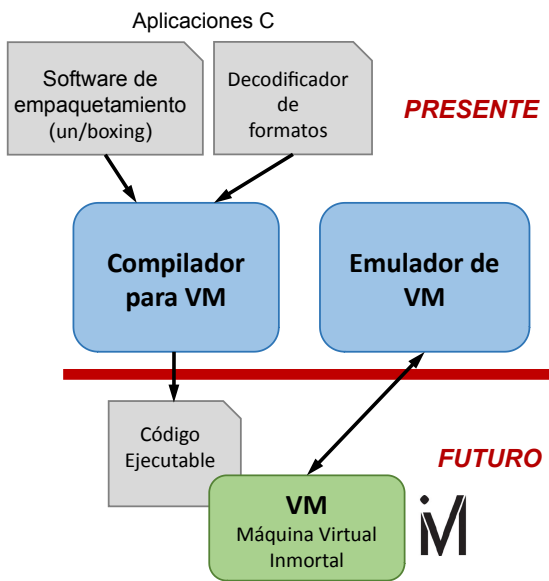 Aplicaciones C
Software de
empaquetamiento
(un/boxing)
Decodificador
de
formatos
PRESENTE
Compilador
para VM
Emulador de
VM
Código
Ejecutable
FUTURO
VM
Máquina Virtual
Inmortal
iM